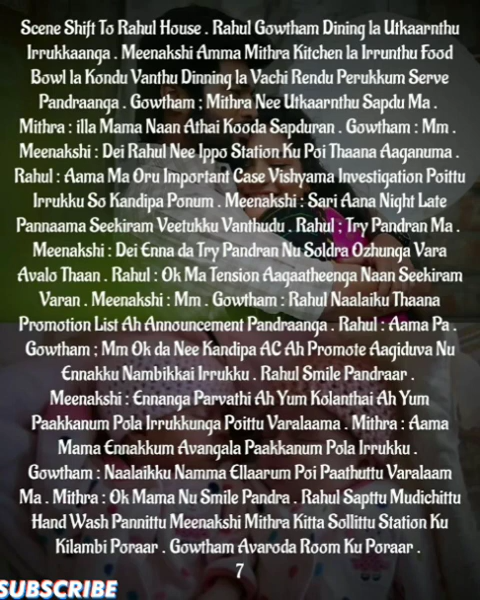 Scene Shift To Rahul House . Rahul Gowtham Dining la Utkaarnthu
Irrukkaanga . Meenakshi Amma Mithra Kitchen la Irrunthu Food
Bowl la Kondu Vanthu Dinning la Vachi Rendu Perukkum Serve
Pandraanga . Gowtham ; Mithra Nee Utkaarnthu Sapdu Ma .
Mithra : illa Mama Naan Athai Kooda Sapduran . Gowtham : Mm .
Meenakshi : Dei Rahul Nee Ippo Station Ku Poi Thaana Aaganuma .
Rahul : Aama Ma Oru Important Case Vishyama Investigation Poittu
Irrukku So Kandipa Ponum . Meenakshi : Sari Aana Night Late
Pannaama Seekiram Veetukku Vanthudu . Rahul : Try Pandran Ma .
Meenakshi : Dei Enna da Try Pandran Nu Soldra Ozhunga Vara
Avalo Thaan . Rahul : Ok Ma Tension Aagaatheenga Naan Seekiram
Varan . Meenakshi : Mm . Gowtham : Rahul Naalaiku Thaana
Promotion List Ah Announcement Pandraanga . Rahul : Aama Pa .
Gowtham ; Mm Ok da Nee Kandipa AC Ah Promote Aagiduva Nu
Ennakku Nambikkai Irrukku . Rahul Smile Pandraar .
Meenakshi : Ennanga Parvathi Ah Yum Kolanthai Ah Yum
Paakkanum Pola Irrukkunga Poittu Varalaama . Mithra : Aama
Mama Ennakkum Avangala Paakkanum Pola Irrukku .
Gowtham : Naalaikku Namma Ellaarum Poi Paathuttu Varalaam
Ma . Mithra : Ok Mama Nu Smile Pandra . Rahul Sapttu Mudichittu
Hand Wash Pannittu Meenakshi Mithra Kitta Sollittu Station Ku
Kilambi Poraar . Gowtham Avaroda Room Ku Poraar .
7
SUBSCRIBE